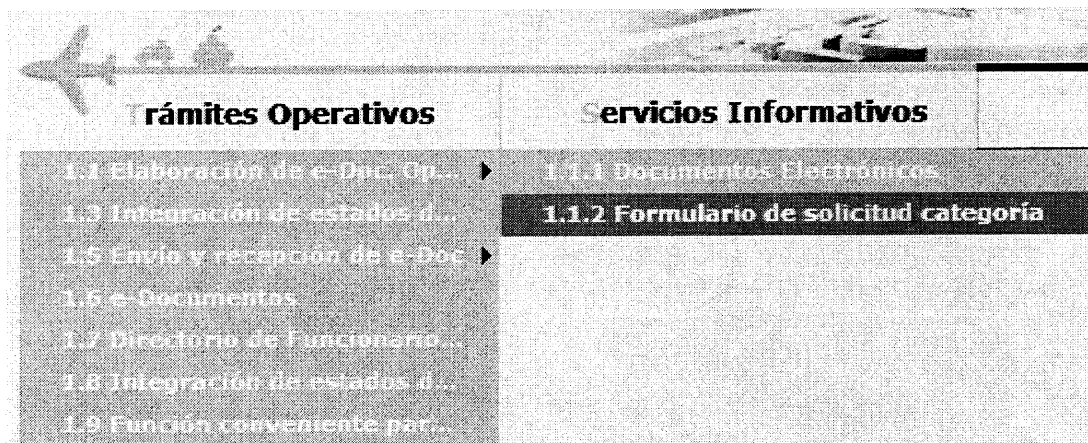 Trámites Operativos
Servicios Informativos
1.1 Elaboración de e-Doc. Op...
1.3 Integración de estados d...
1.5 Envío y recepción de e-Doc
1.6 e-Documentos
1.7 Directorio de Funcionario...
1.8 Integración de estados d...
1.9 Función conveniente par...
1.1.1 Documentos Electrónicos
1.1.2 Formulario de solicitud categoría